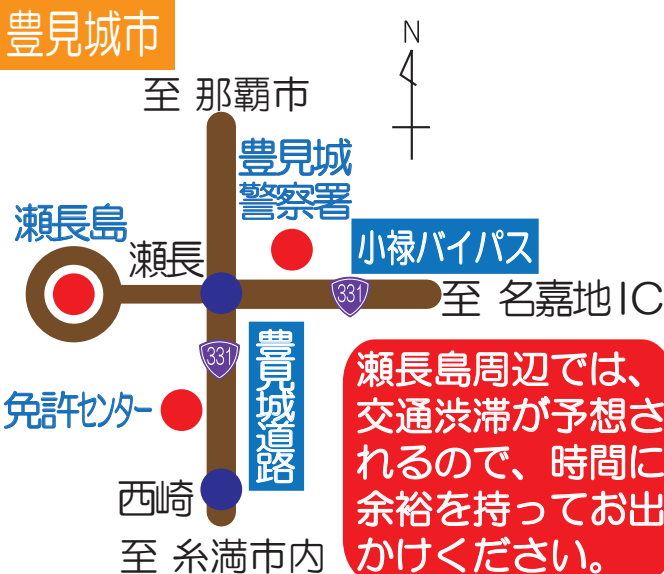 豊見城市
N
至 那覇市
豊見城
警察署
瀬長島
瀬長
小禄バイパス
331
至 名嘉地IC
331
豊見城道路
免許センター
西崎
至 糸満市内
瀬長島周辺では、
交通渋滞が予想さ
れるので、時間に
余裕を持ってお出
かけください。